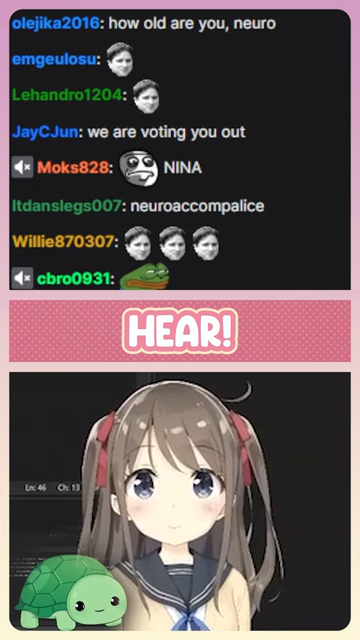 olejika2016: how old are you, neuro
emgeulosu:
Lehandro1204:
JayCJun: we are voting you out
Moks828: NINA
ltdanslegs007: neuroaccompalice
Willie870307:
cbro0931:
HEAR!
Ln: 46 Ch: 13